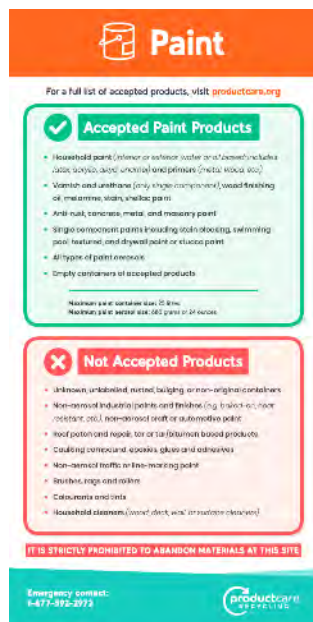 Paint
For a full list of accepted products, visit productcare.org
Accepted Paint Products
• Household paint (interior or exterior (water or oil based: includes
latex, acrylic, alkyd, enamel) and primers (metal, wood, etc.)
• Varnish and urethane (only single component), wood finishing
oil, melamine, stain, shellac paint
• Anti-rust, concrete, metal, and masonry paint
• Single component paints including stain blocking, swimming
pool, textured, and drywall paint or stucco paint
• All types of paint aerosols
• Empty containers of accepted products
Maximum paint container size: 25 litres
Maximum paint aerosol size: 680 grams or 24 ounces
Not Accepted Products
• Unknown, unlabelled, rusted, bulging, or non-original containers
• Non-aerosol industrial paints and finishes (e.g. baked-on, heat
resistant, etc.), non-aerosol craft or automotive paint
• Roof patch and repair, tar or tar/bitumen based products
• Caulking compound, epoxies, glues and adhesives
• Non-aerosol traffic or line-marking paint
• Brushes, rags and rollers
• Colourants and tints
• Household cleaners (waxes, deck, wall or surface cleaners)
IT IS STRICTLY PROHIBITED TO ABANDON MATERIALS AT THIS SITE
Emergency contact:
1-877-592-2972
productcare
RECYCLING